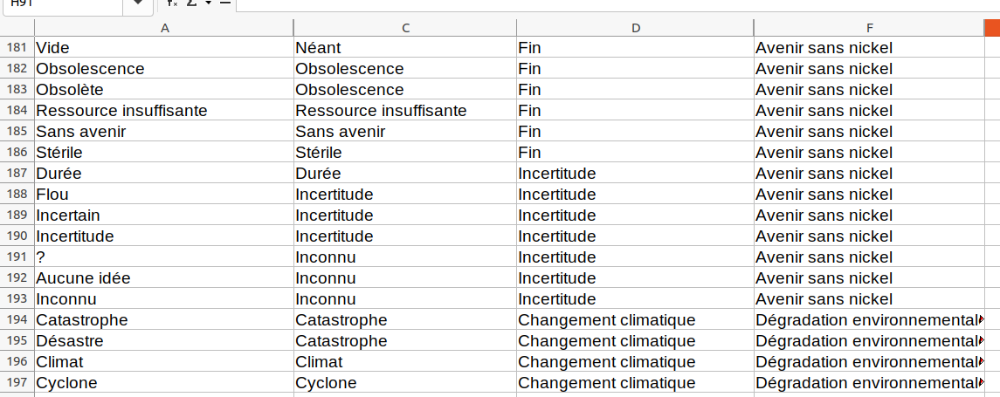 H91
A C D F
181 Vide Néant Fin Avenir sans nickel
182 Obsolescence Obsolescence Fin Avenir sans nickel
183 Obsolète Obsolescence Fin Avenir sans nickel
184 Ressource insuffisante Ressource insuffisante Fin Avenir sans nickel
185 Sans avenir Sans avenir Fin Avenir sans nickel
186 Stérile Stérile Fin Avenir sans nickel
187 Durée Durée Incertitude Avenir sans nickel
188 Flou Incertitude Incertitude Avenir sans nickel
189 Incertain Incertitude Incertitude Avenir sans nickel
190 Incertitude Incertitude Incertitude Avenir sans nickel
191 ? Inconnu Incertitude Avenir sans nickel
192 Aucune idée Inconnu Incertitude Avenir sans nickel
193 Inconnu Inconnu Incertitude Avenir sans nickel
194 Catastrophe Catastrophe Changement climatique Dégradation environnemental
195 Désastre Catastrophe Changement climatique Dégradation environnemental
196 Climat Climat Changement climatique Dégradation environnemental
197 Cyclone Cyclone Changement climatique Dégradation environnemental